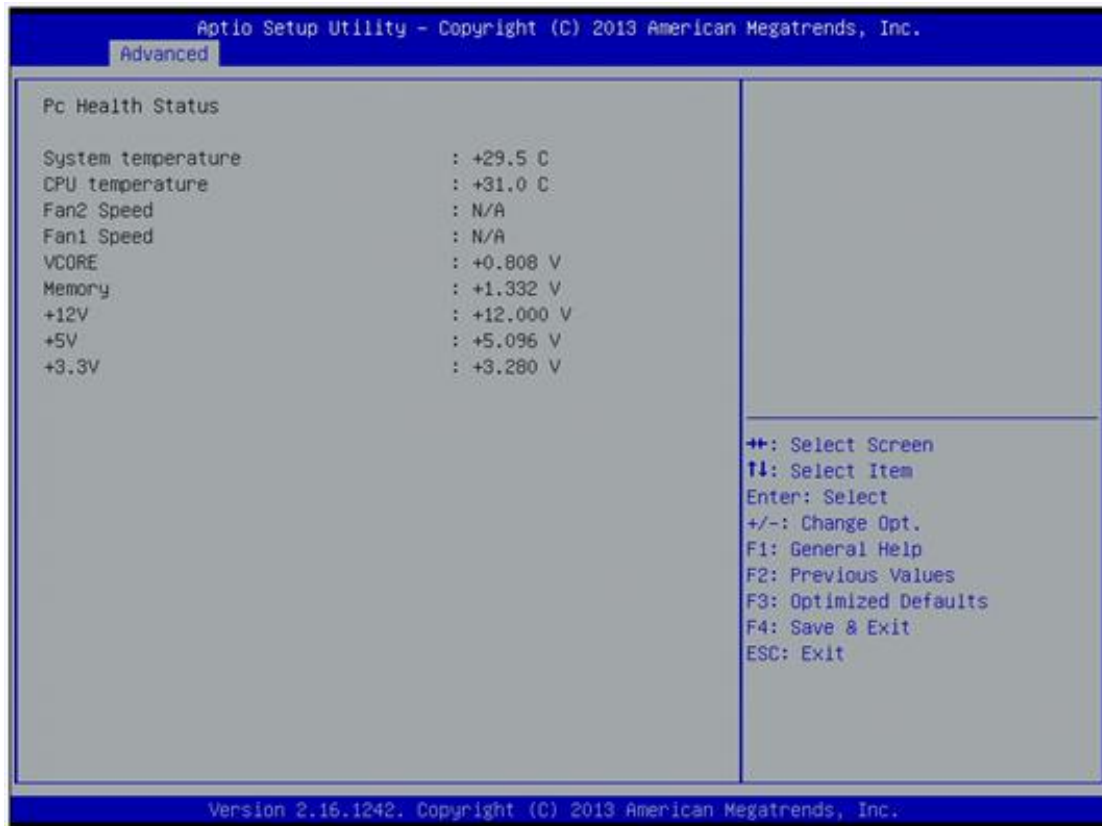 Aptio Setup Utility - Copyright (C) 2013 American Megatrends, Inc.
Advanced
Pc Health Status
System temperature : +29.5 C
CPU temperature : +31.0 C
Fan2 Speed : N/A
Fan1 Speed : N/A
VCORE : +0.808 V
Memory : +1.332 V
+12V : +12.000 V
+5V : +5.096 V
+3.3V : +3.280 V
→←: Select Screen
↑↓: Select Item
Enter: Select
+/-: Change Opt.
F1: General Help
F2: Previous Values
F3: Optimized Defaults
F4: Save & Exit
ESC: Exit
Version 2.16.1242. Copyright (C) 2013 American Megatrends, Inc.